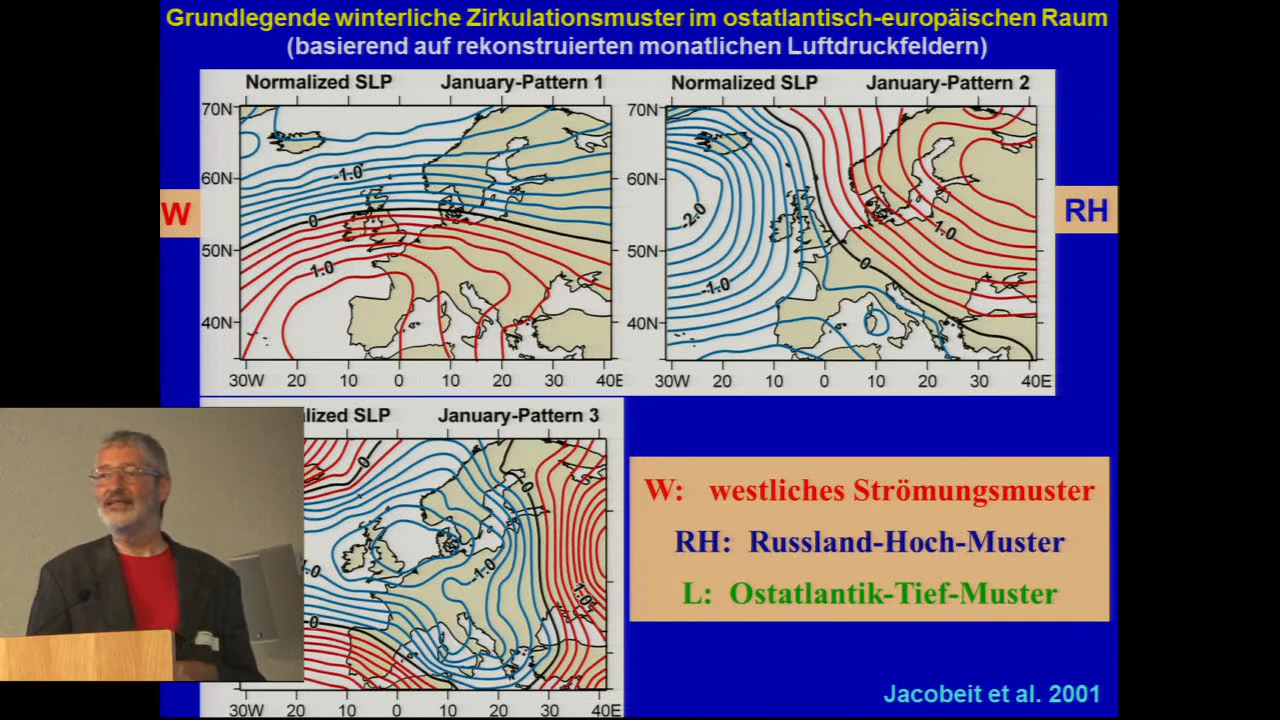 Grundlegende winterliche Zirkulationsmuster im ostatlantisch-europäischen Raum
(basierend auf rekonstruierten monatlichen Luftdruckfeldern)
Normalized SLP January-Pattern 1
70N
60N
50N
40N
-1.0
0
1.0
30W 20 10 0 10 20 30 40E
W
Normalized SLP January-Pattern 2
70N
60N
50N
40N
-2.0
-1.0
0
1.0
30W 20 10 0 10 20 30 40E
RH
lized SLP January-Pattern 3
0
0
-1.0
1.0
1.0
0
30W 20 10 0 10 20 30 40E
W: westliches Strömungsmuster
RH: Russland-Hoch-Muster
L: Ostatlantik-Tief-Muster
Jacobeit et al. 2001